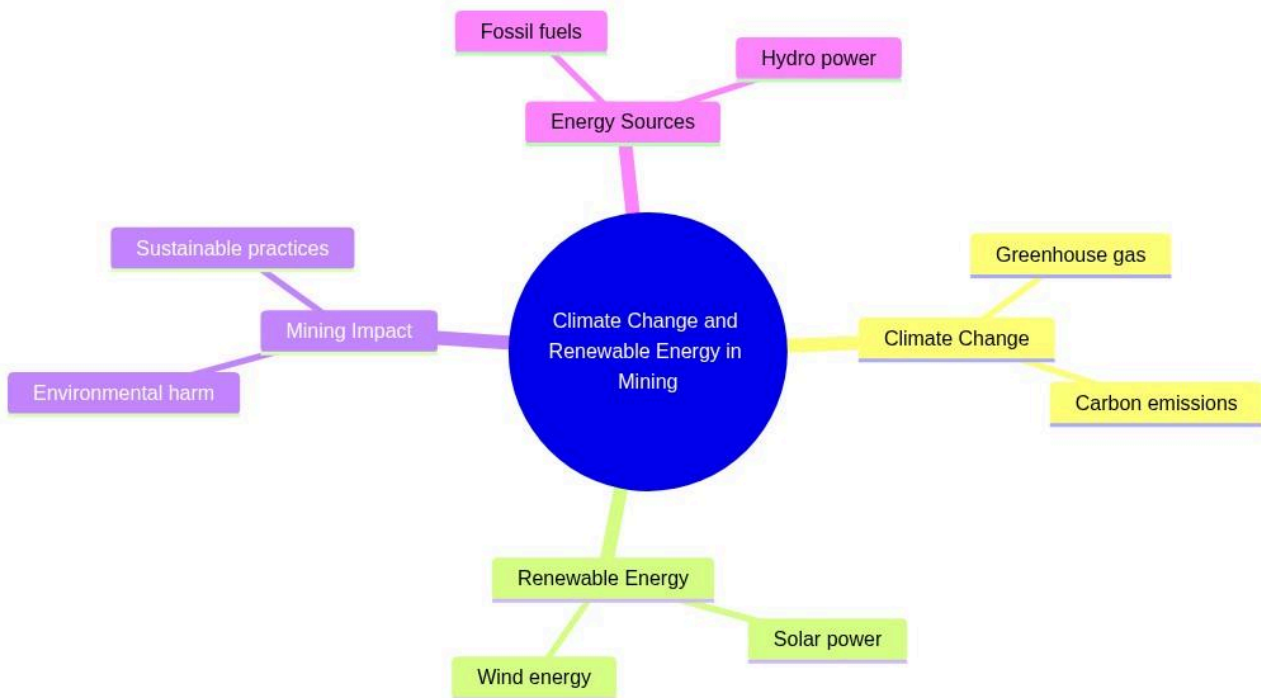 Fossil fuels
Hydro power
Energy Sources
Sustainable practices
Greenhouse gas
Mining Impact
Climate Change and
Renewable Energy in
Mining
Climate Change
Environmental harm
Carbon emissions
Renewable Energy
Solar power
Wind energy